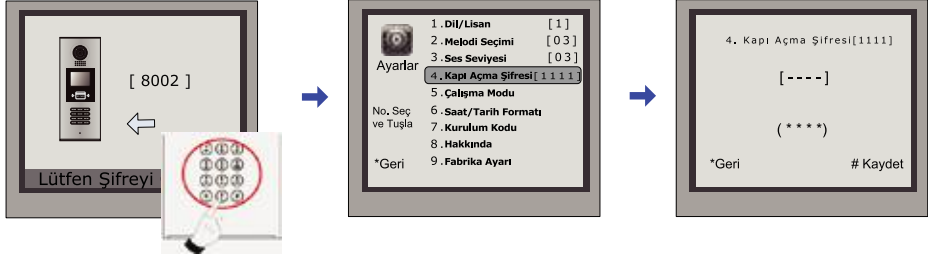 [ 8002 ]
Lütfen Şifreyi
Ayarlar
No. Seç
ve Tuşla
*Geri
1.Dil/Lisan [1]
2.Melodi Seçimi [03]
3.Ses Seviyesi [03]
4.Kapı Açma Şifresi[1111]
5.Çalışma Modu
6.Saat/Tarih Formatı
7.Kurulum Kodu
8.Hakkında
9.Fabrika Ayarı
4. Kapı Açma Şifresi[1111]
[----]
(****)
*Geri # Kaydet